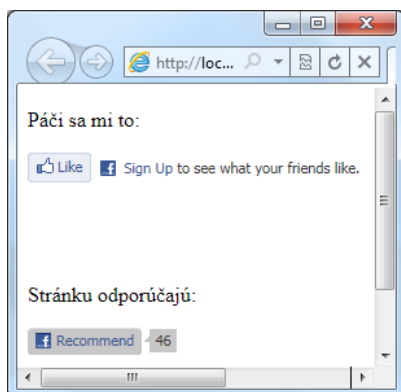 http://loc...
Páči sa mi to:
Like Sign Up to see what your friends like.
Stránku odporúčajú:
Recommend 46